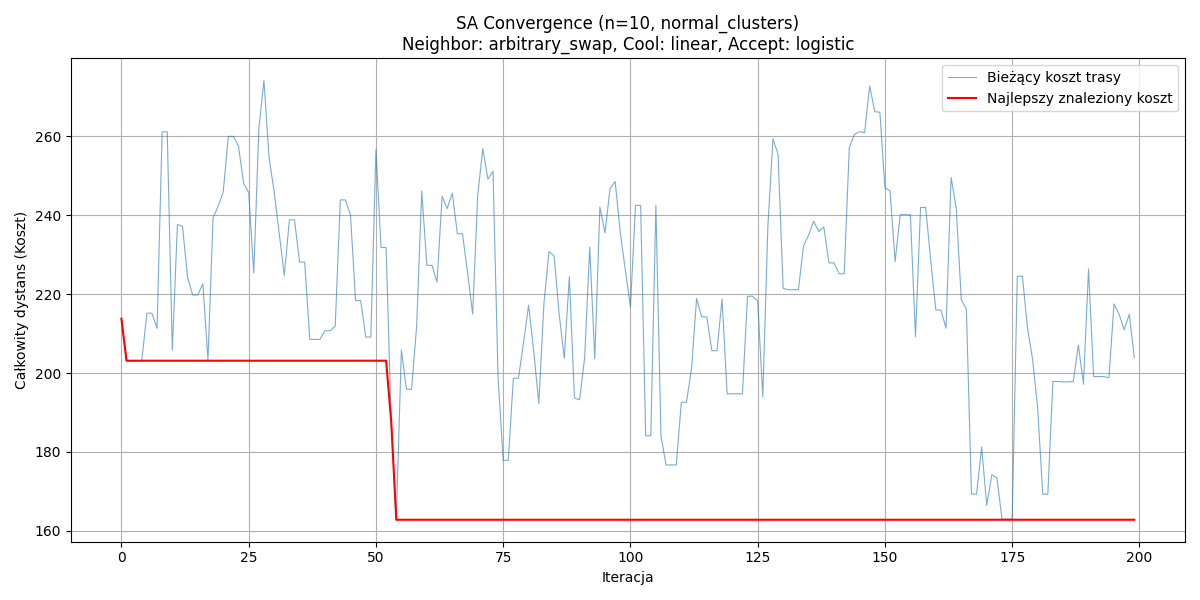 SA Convergence (n=10, normal_clusters)
Neighbor: arbitrary_swap, Cool: linear, Accept: logistic
Bieżący koszt trasy
Najlepszy znaleziony koszt
Całkowity dystans (Koszt)
260
240
220
200
180
160
0 25 50 75 100 125 150 175 200
Iteracja